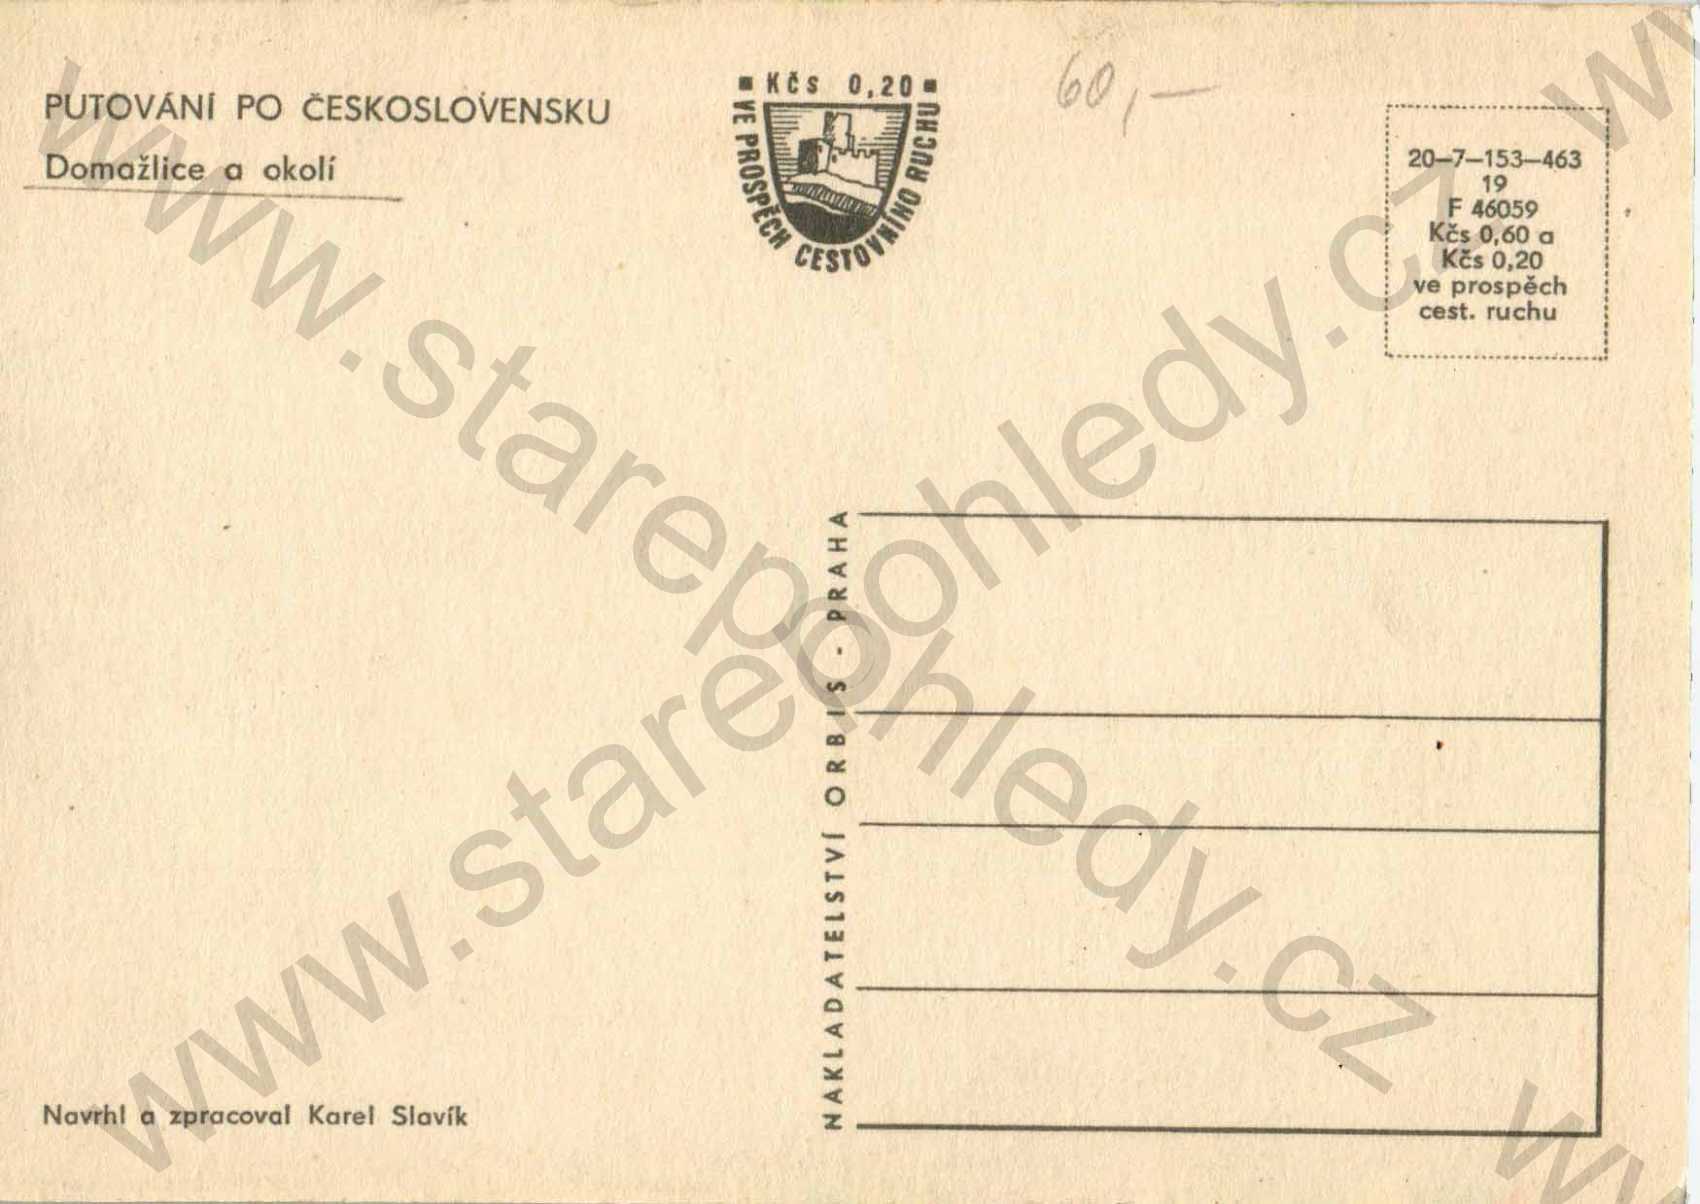 PUTOVÁNÍ PO ČESKOSLOVENSKU
Domažlice a okolí
Kčs 0,20
VE PROSPĚCH CESTOVNÍHO RUCHU
60,—
20–7–153–463
19
F 46059
Kčs 0,60 a
Kčs 0,20
ve prospěch
cest. ruchu
NAKLADATELSTVÍ ORBIS - PRAHA
Navrhl a zpracoval Karel Slavík
www.starepohledy.cz
www.starepohledy.cz
ww
ww